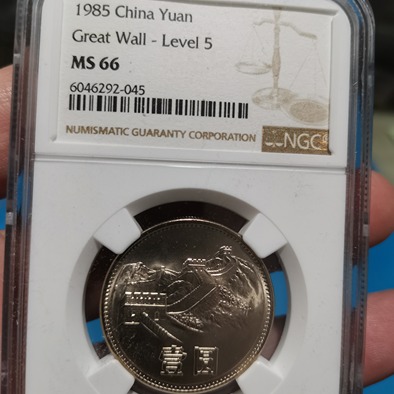 1985 China Yuan
Great Wall - Level 5
MS 66
6046292-045
NUMISMATIC GUARANTY CORPORATION
NGC
壹圆